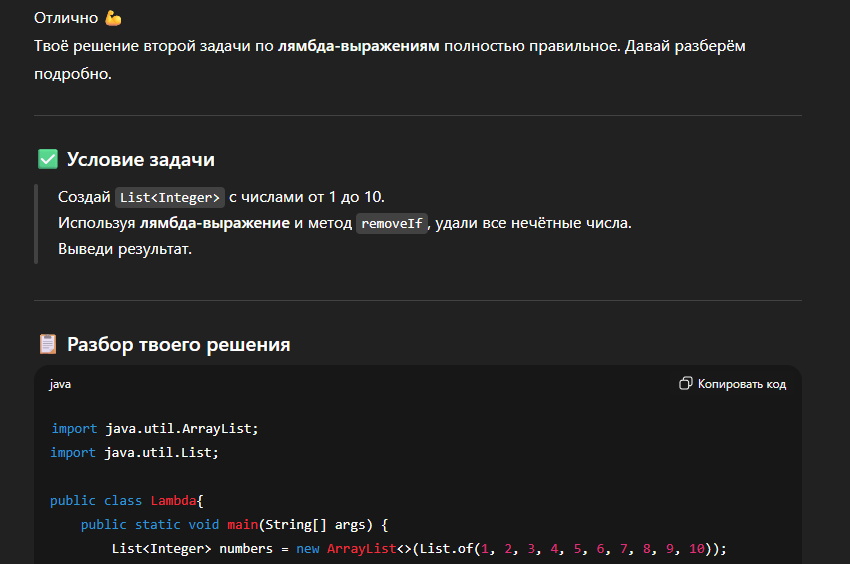 Отлично 💪
Твоё решение второй задачи по лямбда-выражениям полностью правильное. Давай разберём
подробно.
✅ Условие задачи
Создай List<Integer> с числами от 1 до 10.
Используя лямбда-выражение и метод removeIf, удали все нечётные числа.
Выведи результат.
📋 Разбор твоего решения
java Копировать код
import java.util.ArrayList;
import java.util.List;
public class Lambda{
public static void main(String[] args) {
List<Integer> numbers = new ArrayList<>(List.of(1, 2, 3, 4, 5, 6, 7, 8, 9, 10));